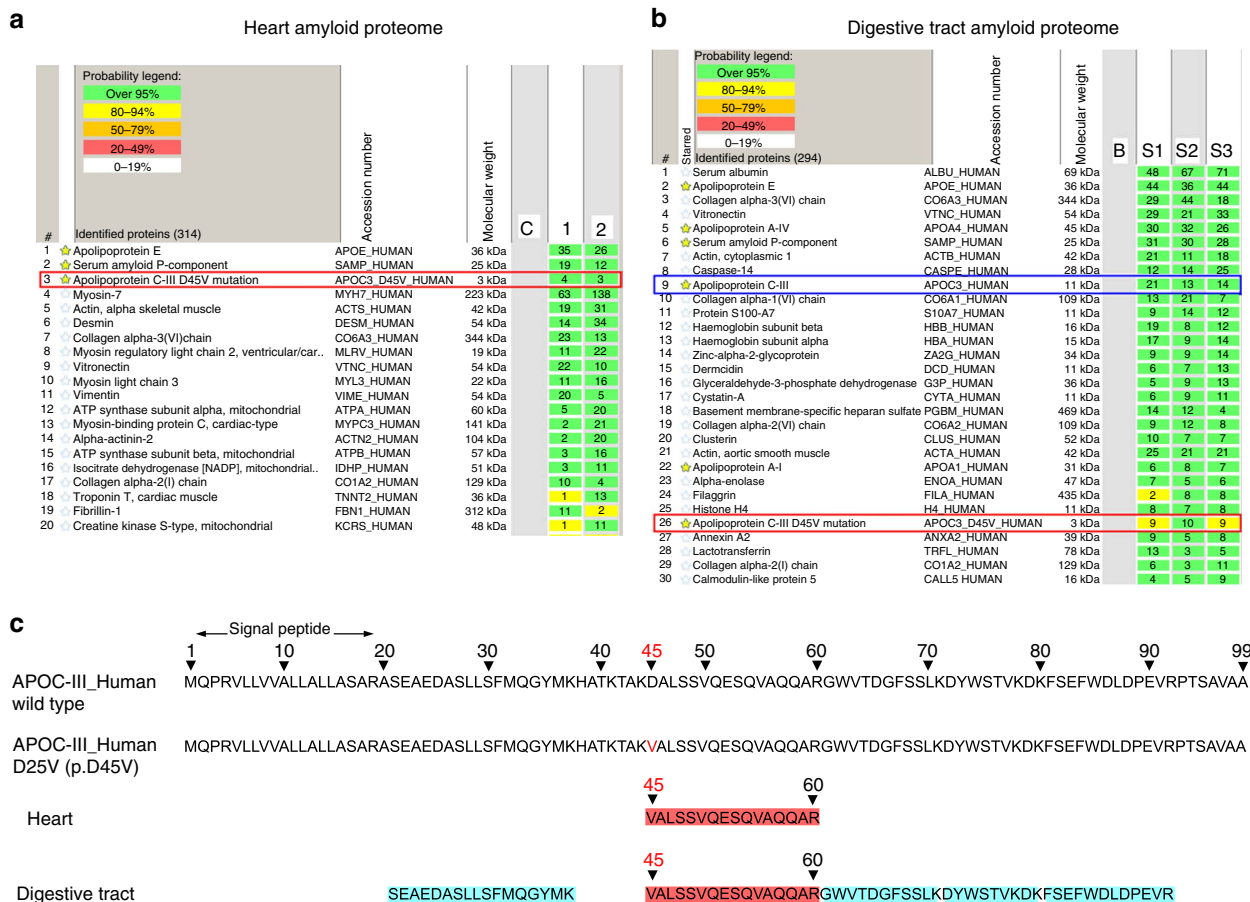 a
Heart amyloid proteome
Probability legend:
Over 95%
80–94%
50–79%
20–49%
0–19%
# Identified proteins (314) Accession number Molecular weight C 1 2
1 Apolipoprotein E APOE_HUMAN 36 kDa 35 26
2 Serum amyloid P-component SAMP_HUMAN 25 kDa 19 12
3 Apolipoprotein C-III D45V mutation APOC3_D45V_HUMAN 3 kDa 4 3
4 Myosin-7 MYH7_HUMAN 223 kDa 63 138
5 Actin, alpha skeletal muscle ACTS_HUMAN 42 kDa 19 31
6 Desmin DESM_HUMAN 54 kDa 14 34
7 Collagen alpha-3(VI)chain CO6A3_HUMAN 344 kDa 23 13
8 Myosin regulatory light chain 2, ventricular/car.. MLRV_HUMAN 19 kDa 11 22
9 Vitronectin VTNC_HUMAN 54 kDa 22 10
10 Myosin light chain 3 MYL3_HUMAN 22 kDa 11 16
11 Vimentin VIME_HUMAN 54 kDa 20 5
12 ATP synthase subunit alpha, mitochondrial ATPA_HUMAN 60 kDa 5 20
13 Myosin-binding protein C, cardiac-type MYPC3_HUMAN 141 kDa 2 21
14 Alpha-actinin-2 ACTN2_HUMAN 104 kDa 2 20
15 ATP synthase subunit beta, mitochondrial ATPB_HUMAN 57 kDa 3 16
16 Isocitrate dehydrogenase [NADP], mitochondrial.. IDHP_HUMAN 51 kDa 3 11
17 Collagen alpha-2(I) chain CO1A2_HUMAN 129 kDa 10 4
18 Troponin T, cardiac muscle TNNT2_HUMAN 36 kDa 1 13
19 Fibrillin-1 FBN1_HUMAN 312 kDa 11 2
20 Creatine kinase S-type, mitochondrial KCRS_HUMAN 48 kDa 1 11
b
Digestive tract amyloid proteome
Probability legend:
Over 95%
80–94%
50–79%
20–49%
0–19%
# Starred Identified proteins (294) Accession number Molecular weight B S1 S2 S3
1 Serum albumin ALBU_HUMAN 69 kDa 48 67 71
2 Apolipoprotein E APOE_HUMAN 36 kDa 44 36 44
3 Collagen alpha-3(VI) chain CO6A3_HUMAN 344 kDa 29 44 18
4 Vitronectin VTNC_HUMAN 54 kDa 29 21 33
5 Apolipoprotein A-IV APOA4_HUMAN 45 kDa 30 32 26
6 Serum amyloid P-component SAMP_HUMAN 25 kDa 31 30 28
7 Actin, cytoplasmic 1 ACTB_HUMAN 42 kDa 21 11 18
8 Caspase-14 CASPE_HUMAN 28 kDa 12 14 25
9 Apolipoprotein C-III APOC3_HUMAN 11 kDa 21 13 14
10 Collagen alpha-1(VI) chain CO6A1_HUMAN 109 kDa 13 21 7
11 Protein S100-A7 S10A7_HUMAN 11 kDa 9 14 12
12 Haemoglobin subunit beta HBB_HUMAN 16 kDa 19 8 12
13 Haemoglobin subunit alpha HBA_HUMAN 15 kDa 17 9 14
14 Zinc-alpha-2-glycoprotein ZA2G_HUMAN 34 kDa 9 9 14
15 Dermcidin DCD_HUMAN 11 kDa 6 7 13
16 Glyceraldehyde-3-phosphate dehydrogenase G3P_HUMAN 36 kDa 5 9 13
17 Cystatin-A CYTA_HUMAN 11 kDa 6 9 11
18 Basement membrane-specific heparan sulfate PGBM_HUMAN 469 kDa 14 12 4
19 Collagen alpha-2(VI) chain CO6A2_HUMAN 109 kDa 9 12 8
20 Clusterin CLUS_HUMAN 52 kDa 10 7 7
21 Actin, aortic smooth muscle ACTA_HUMAN 42 kDa 25 21 21
22 Apolipoprotein A-I APOA1_HUMAN 31 kDa 6 8 7
23 Alpha-enolase ENOA_HUMAN 47 kDa 7 5 6
24 Filaggrin FILA_HUMAN 435 kDa 2 8 8
25 Histone H4 H4_HUMAN 11 kDa 8 7 8
26 Apolipoprotein C-III D45V mutation APOC3_D45V_HUMAN 3 kDa 9 10 9
27 Annexin A2 ANXA2_HUMAN 39 kDa 9 5 8
28 Lactotransferrin TRFL_HUMAN 78 kDa 13 3 5
29 Collagen alpha-2(I) chain CO1A2_HUMAN 129 kDa 6 3 11
30 Calmodulin-like protein 5 CALL5 HUMAN 16 kDa 4 5 9
c
Signal peptide
1 10 20 30 40 45 50 60 70 80 90 99
APOC-III_Human MQPRVLLVVALLALLASARASEAEDASLLSFMQGYMKHATKTAKDALSSVQESQVAQQARGWVTDGFSSLKDYWSTVKDKFSEFWDLDPEVRPTSAVAA
wild type
APOC-III_Human MQPRVLLVVALLALLASARASEAEDASLLSFMQGYMKHATKTAKVALSSVQESQVAQQARGWVTDGFSSLKDYWSTVKDKFSEFWDLDPEVRPTSAVAA
D25V (p.D45V)
45 60
Heart VALSSVQESQVAQQAR
45 60
Digestive tract SEAEDASLLSFMQGYMK VALSSVQESQVAQQARGWVTDGFSSLKDYWSTVKDKFSEFWDLDPEVR